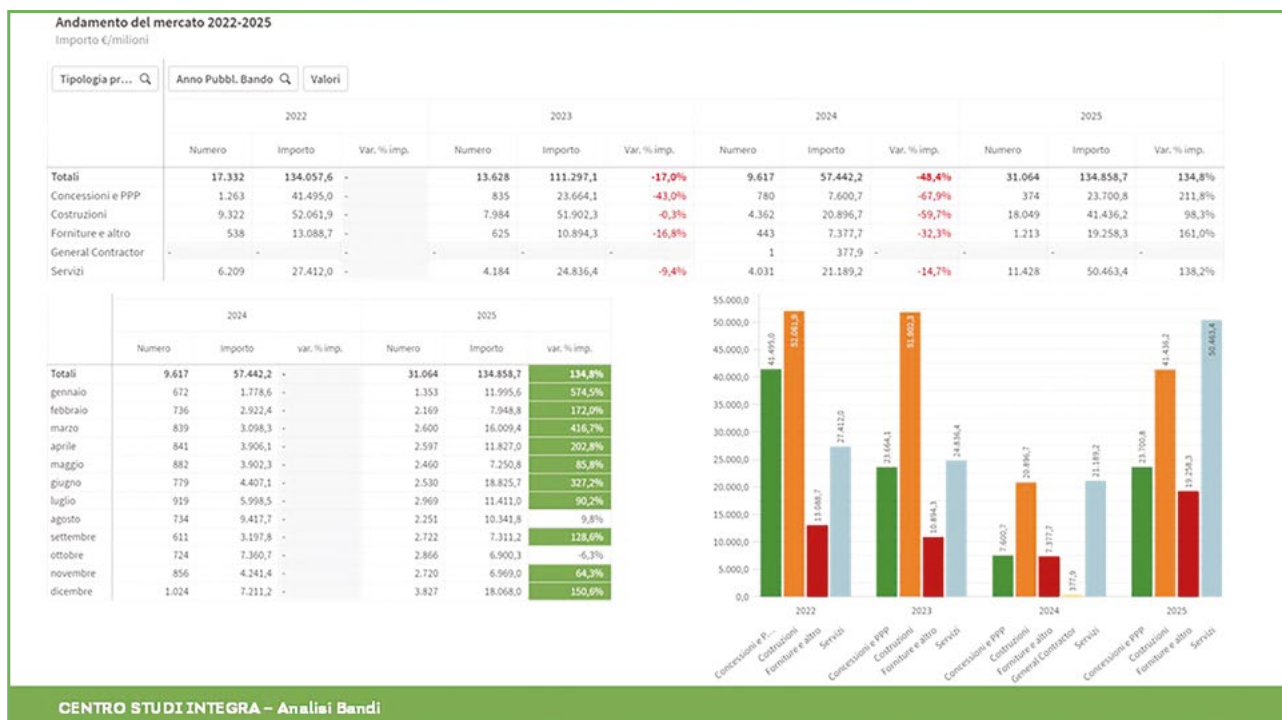 Andamento del mercato 2022-2025
Importo €/milioni
Tipologia pr... Anno Pubbl. Bando Valori
2022 2023 2024 2025
Numero Importo Var. % imp. Numero Importo Var. % imp. Numero Importo Var. % imp. Numero Importo Var. % imp.
Totali 17.332 134.057,6 - 13.628 111.297,1 -17,0% 9.617 57.442,2 -48,4% 31.064 134.858,7 134,8%
Concessioni e PPP 1.263 41.495,0 - 835 23.664,1 -43,0% 780 7.600,7 -67,9% 374 23.700,8 211,8%
Costruzioni 9.322 52.061,9 - 7.984 51.902,3 -0,3% 4.362 20.896,7 -59,7% 18.049 41.436,2 98,3%
Forniture e altro 538 13.088,7 - 625 10.894,3 -16,8% 443 7.377,7 -32,3% 1.213 19.258,3 161,0%
General Contractor - - - - - - 1 377,9 - - - -
Servizi 6.209 27.412,0 - 4.184 24.836,4 -9,4% 4.031 21.189,2 -14,7% 11.428 50.463,4 138,2%
2024 2025
Numero Importo var. % imp. Numero Importo var. % imp.
Totali 9.617 57.442,2 - 31.064 134.858,7 134,8%
gennaio 672 1.778,6 - 1.353 11.995,6 574,5%
febbraio 736 2.922,4 - 2.169 7.948,8 172,0%
marzo 839 3.098,3 - 2.600 16.009,4 416,7%
aprile 841 3.906,1 - 2.597 11.827,0 202,8%
maggio 882 3.902,3 - 2.460 7.250,8 85,8%
giugno 779 4.407,1 - 2.530 18.825,7 327,2%
luglio 919 5.998,5 - 2.969 11.411,0 90,2%
agosto 734 9.417,7 - 2.251 10.341,8 9,8%
settembre 611 3.197,8 - 2.722 7.311,2 128,6%
ottobre 724 7.360,7 - 2.866 6.900,3 -6,3%
novembre 856 4.241,4 - 2.720 6.969,0 64,3%
dicembre 1.024 7.211,2 - 3.827 18.068,0 150,6%
55.000,0
50.000,0
45.000,0
40.000,0
35.000,0
30.000,0
25.000,0
20.000,0
15.000,0
10.000,0
5.000,0
0,0
41.495,0 52.061,9 13.088,7 27.412,0
23.664,1 51.902,3 10.894,3 24.836,4
7.600,7 20.896,7 7.377,7 377,9 21.189,2
23.700,8 41.436,2 19.258,3 50.463,4
2022 2023 2024 2025
Concessioni e P... Costruzioni Forniture e altro Servizi
Concessioni e PPP Costruzioni Forniture e altro Servizi
Concessioni e PPP Costruzioni Forniture e altro General Contractor Servizi
Concessioni e PPP Costruzioni Forniture e altro Servizi
CENTRO STUDI INTEGRA – Analisi Bandi